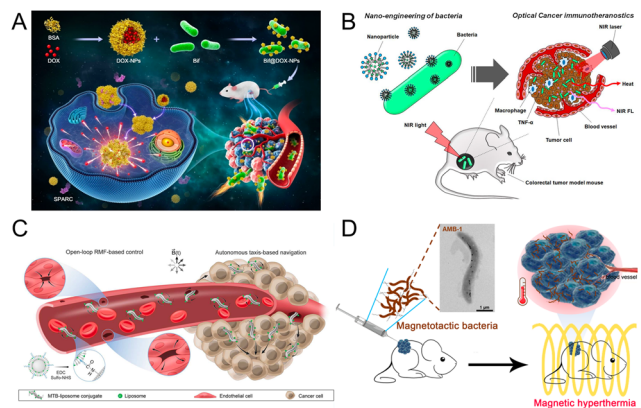 A
BSA
DOX
DOX-NPs
Bif
Bif@DOX-NPs
SPARC
B
Nano-engineering of bacteria
Optical Cancer immunotheranostics
Nanoparticle
Bacteria
NIR laser
Heat
NIR FL
Macrophage
TNF-α
Blood vessel
Tumor cell
NIR light
Colorectal tumor model mouse
C
Open-loop RMF-based control
B(t)
Autonomous taxis-based navigation
EDC
Sulfo-NHS
MTB-liposome conjugate
Liposome
Endothelial cell
Cancer cell
D
AMB-1
1 μm
Magnetotactic bacteria
vessel
Magnetic hyperthermia